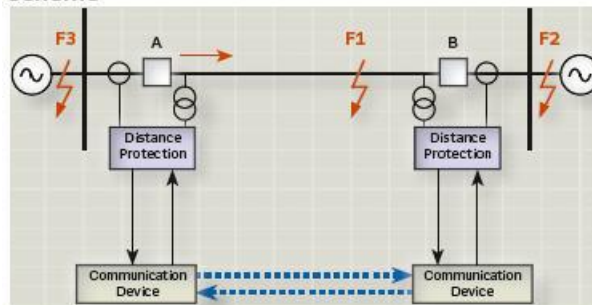 F3
A
F1
B
F2
Distance
Protection
Distance
Protection
Communication
Device
Communication
Device